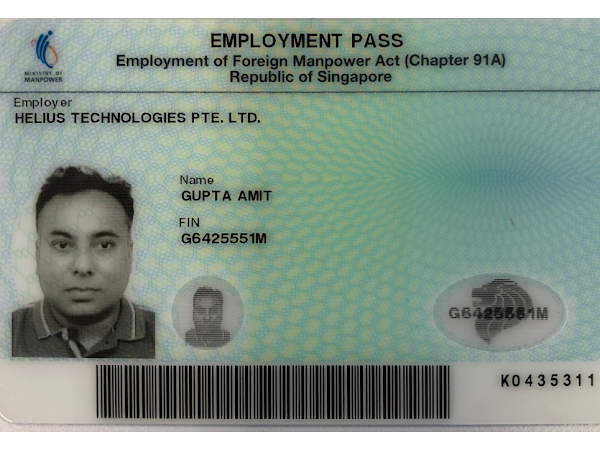 EMPLOYMENT PASS
Employment of Foreign Manpower Act (Chapter 91A)
Republic of Singapore
MINISTRY OF
MANPOWER
Employer
HELIUS TECHNOLOGIES PTE. LTD.
Name
GUPTA AMIT
FIN
G6425551M
G6425551M
K0435311